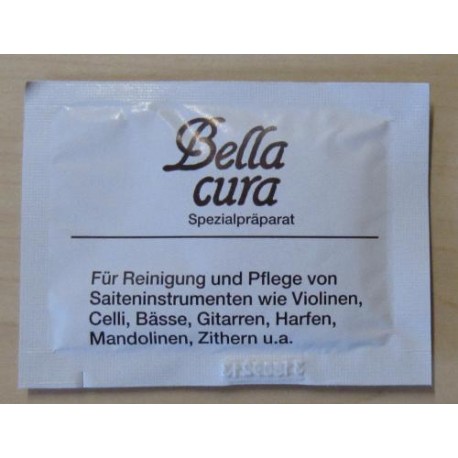 Bella
cura
Spezialpräparat
Für Reinigung und Pflege von
Saiteninstrumenten wie Violinen,
Celli, Bässe, Gitarren, Harfen,
Mandolinen, Zithern u.a.